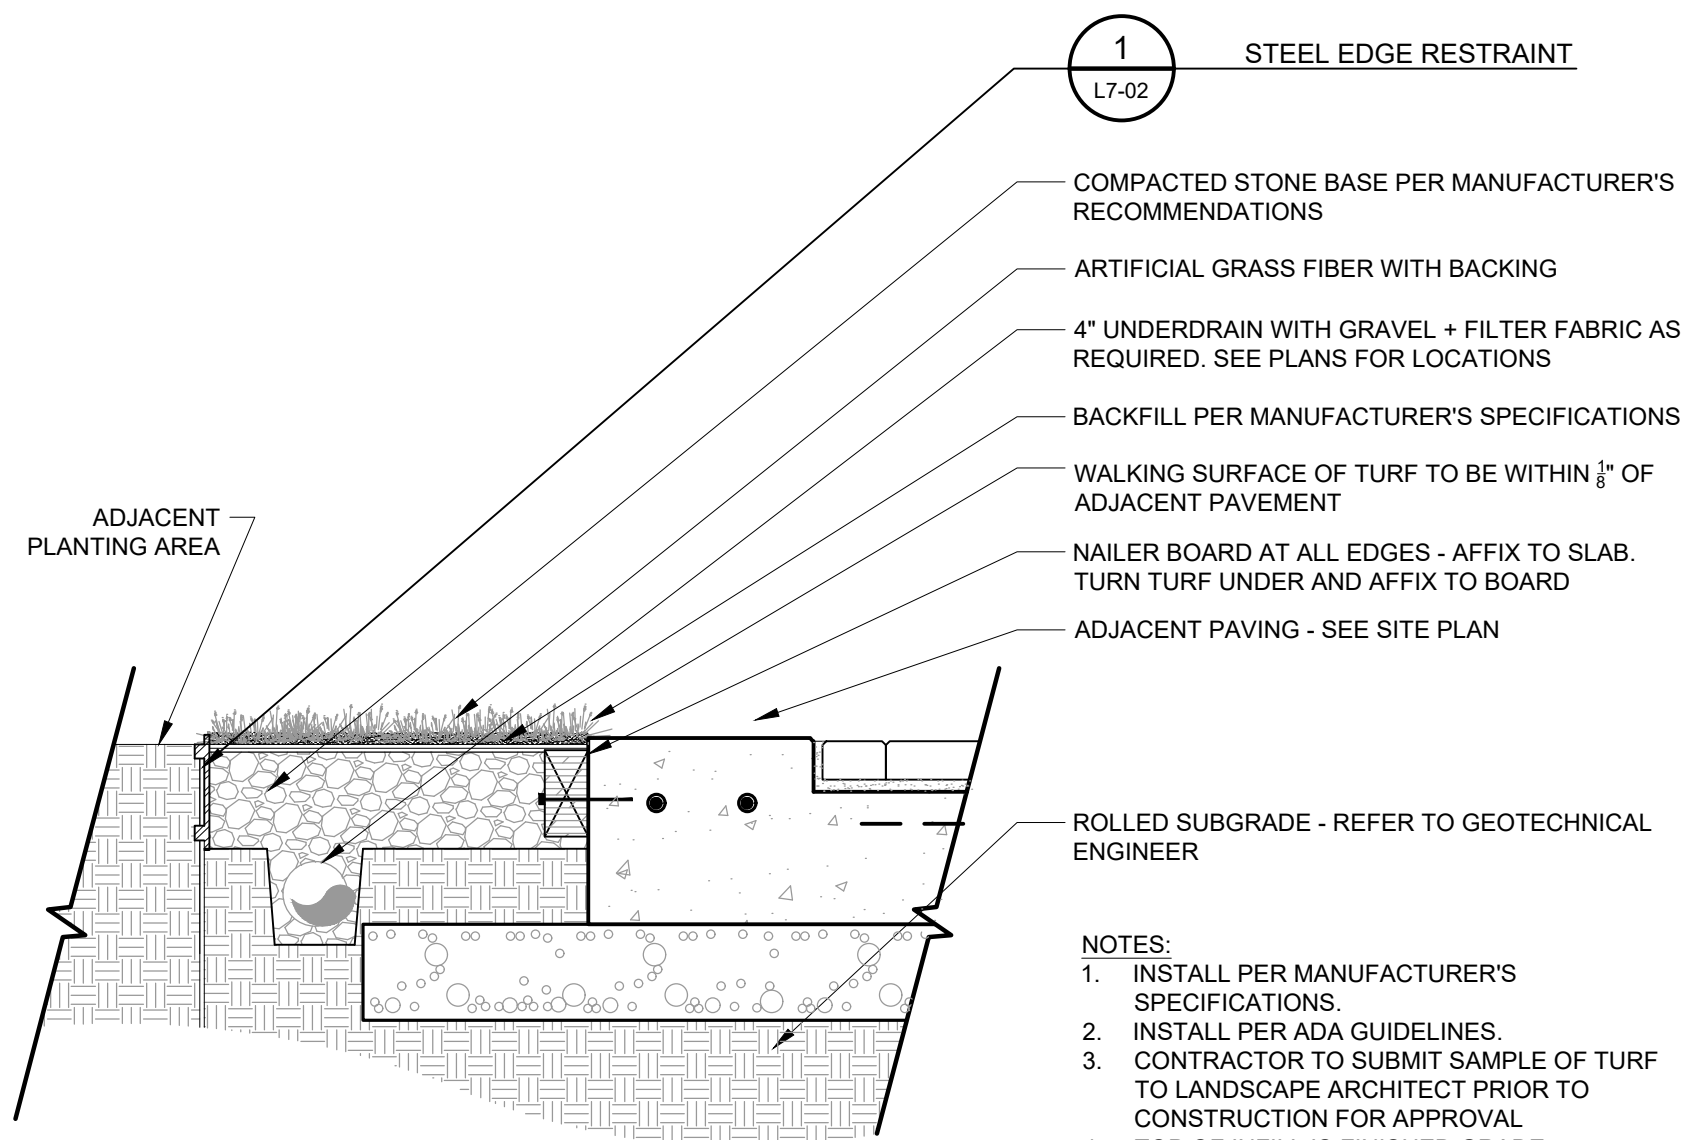 1
L7-02
STEEL EDGE RESTRAINT
COMPACTED STONE BASE PER MANUFACTURER'S
RECOMMENDATIONS
ARTIFICIAL GRASS FIBER WITH BACKING
4" UNDERDRAIN WITH GRAVEL + FILTER FABRIC AS
REQUIRED. SEE PLANS FOR LOCATIONS
BACKFILL PER MANUFACTURER'S SPECIFICATIONS
WALKING SURFACE OF TURF TO BE WITHIN 1/8" OF
ADJACENT PAVEMENT
NAILER BOARD AT ALL EDGES - AFFIX TO SLAB.
TURN TURF UNDER AND AFFIX TO BOARD
ADJACENT PAVING - SEE SITE PLAN
ADJACENT
PLANTING AREA
ROLLED SUBGRADE - REFER TO GEOTECHNICAL
ENGINEER
NOTES:
1. INSTALL PER MANUFACTURER'S
SPECIFICATIONS.
2. INSTALL PER ADA GUIDELINES.
3. CONTRACTOR TO SUBMIT SAMPLE OF TURF
TO LANDSCAPE ARCHITECT PRIOR TO
CONSTRUCTION FOR APPROVAL